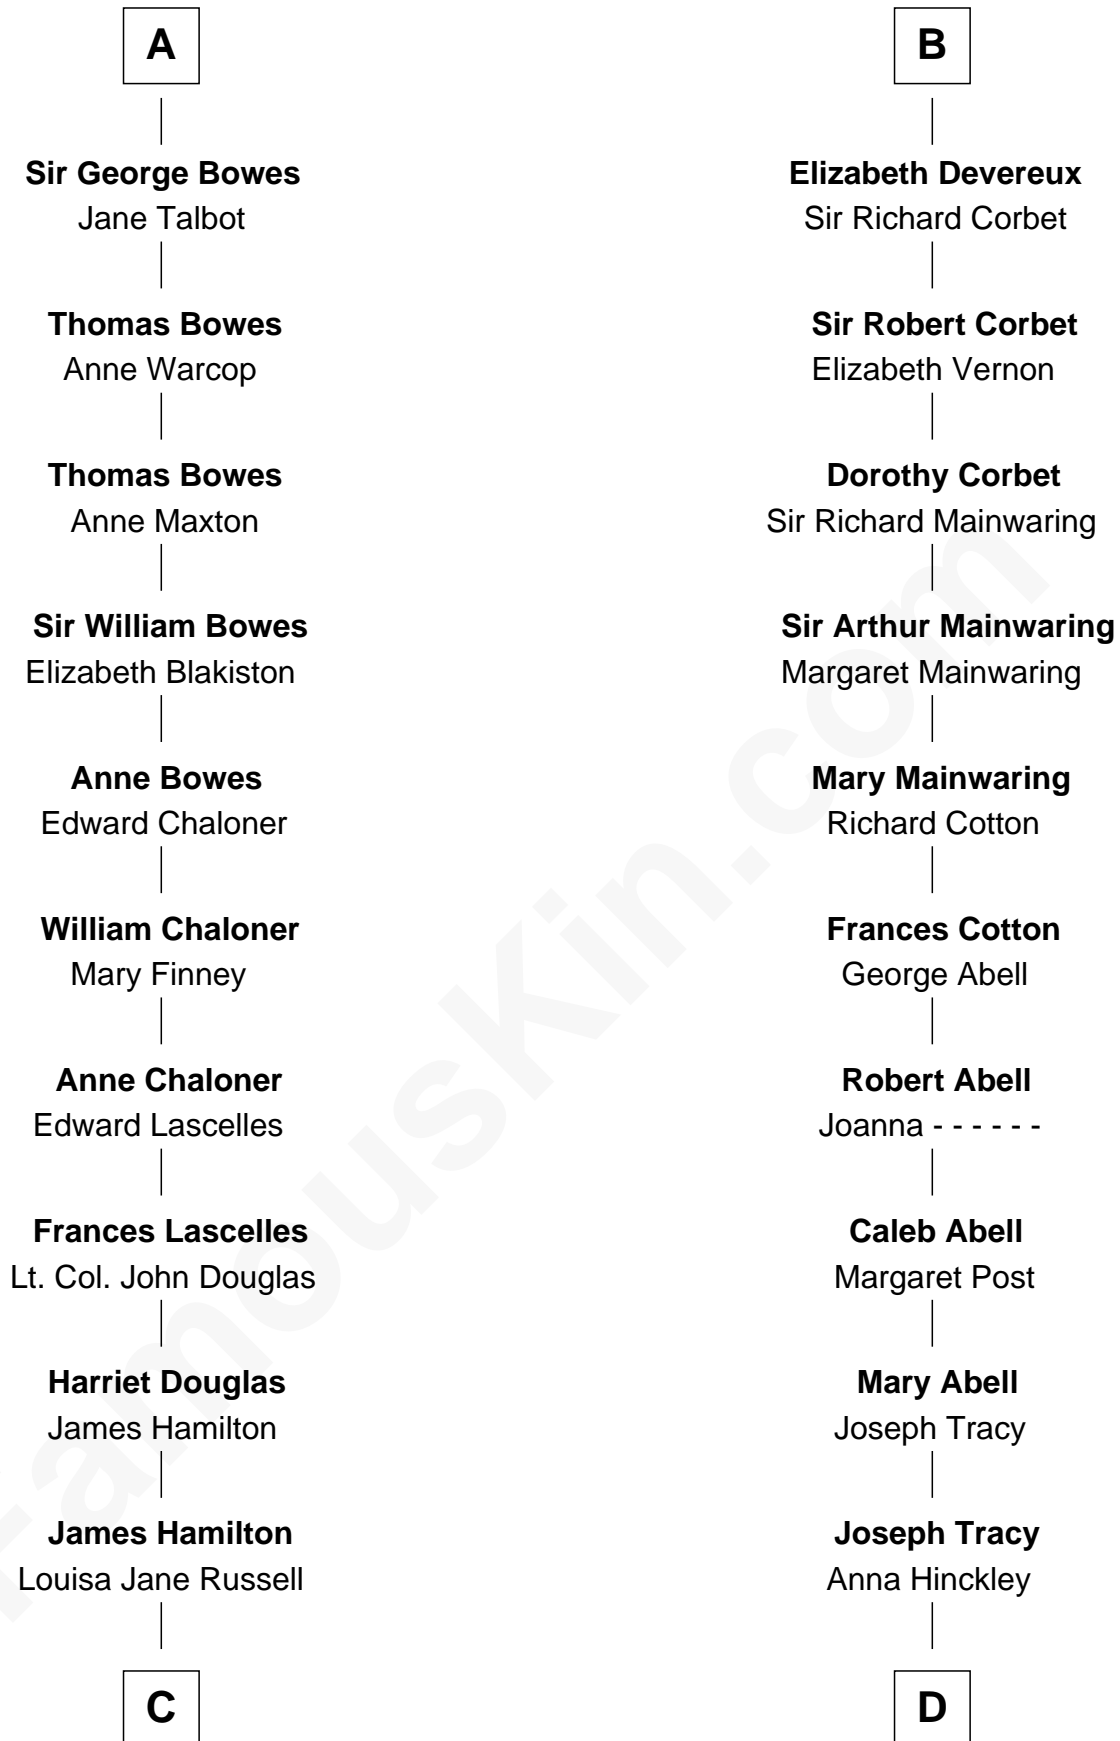 A
Sir George Bowes
Jane Talbot
Thomas Bowes
Anne Warcop
Thomas Bowes
Anne Maxton
Sir William Bowes
Elizabeth Blakiston
Anne Bowes
Edward Chaloner
William Chaloner
Mary Finney
Anne Chaloner
Edward Lascelles
Frances Lascelles
Lt. Col. John Douglas
Harriet Douglas
James Hamilton
James Hamilton
Louisa Jane Russell
C
B
Elizabeth Devereux
Sir Richard Corbet
Sir Robert Corbet
Elizabeth Vernon
Dorothy Corbet
Sir Richard Mainwaring
Sir Arthur Mainwaring
Margaret Mainwaring
Mary Mainwaring
Richard Cotton
Frances Cotton
George Abell
Robert Abell
Joanna - - - - - -
Caleb Abell
Margaret Post
Mary Abell
Joseph Tracy
Joseph Tracy
Anna Hinckley
D
FamousKin.com